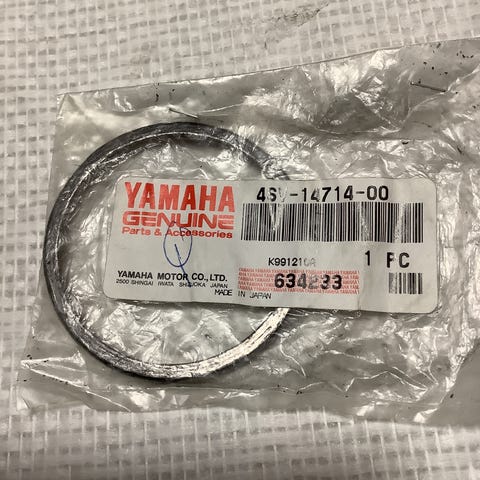 YAMAHA
GENUINE
Parts & Accessories
4SV-14714-00
K991210A
1 PC
YAMAHA MOTOR CO., LTD.
2500 SHINGAI IWATA SHIZUOKA JAPAN
MADE IN JAPAN
634233